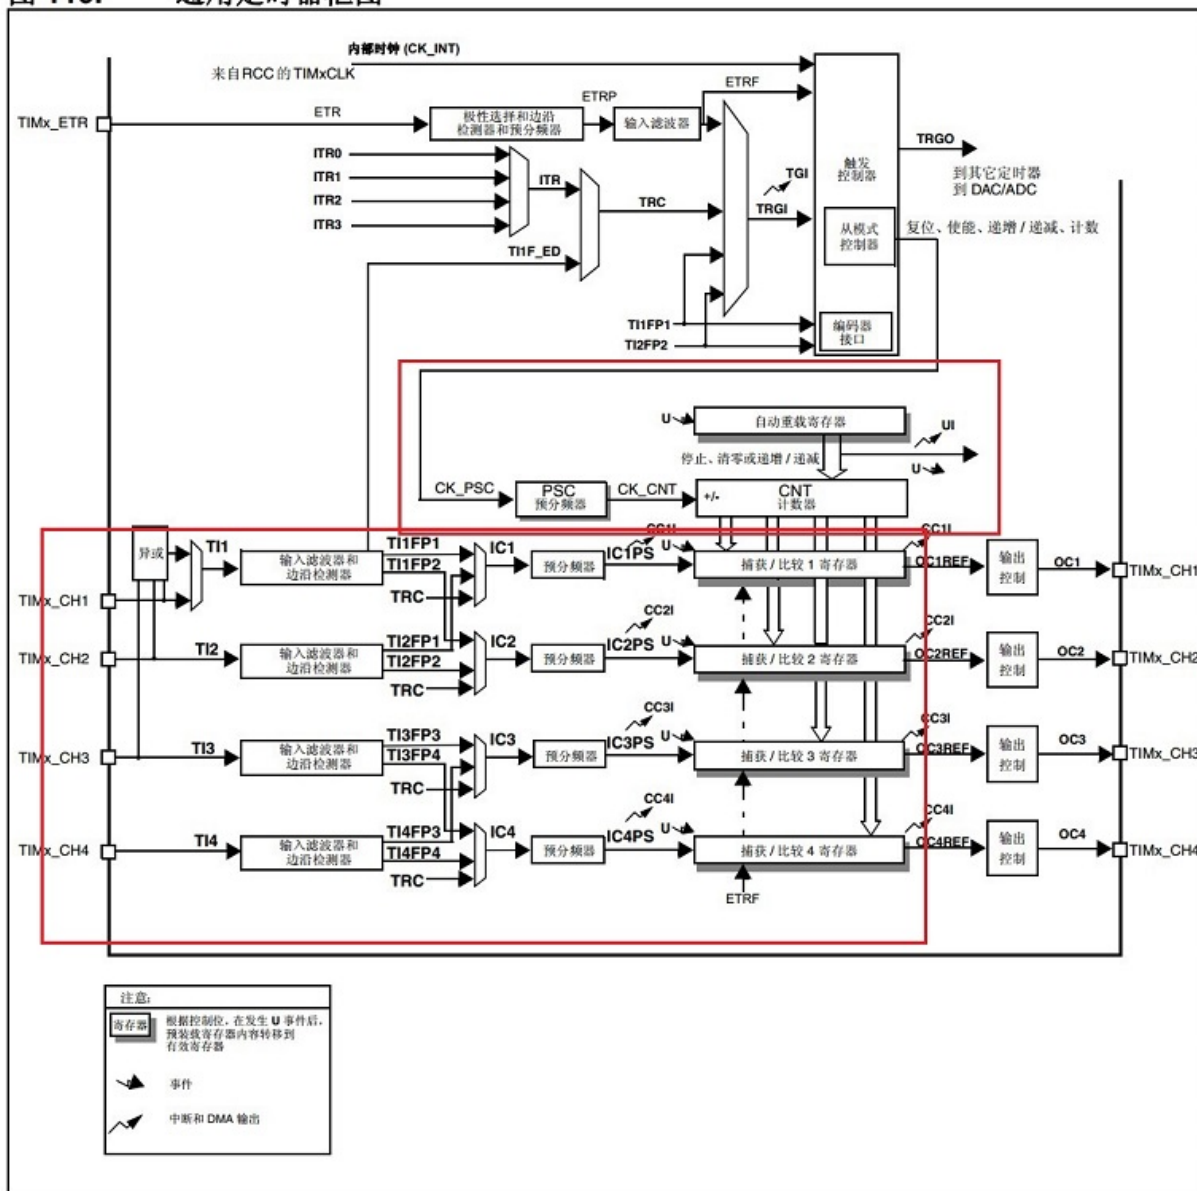 内部时钟 (CK_INT)
来自 RCC 的 TIMxCLK
ETRF
ETRP
TIMx_ETR
ETR
极性选择和边沿
检测器和预分频器
输入滤波器
触发
控制器
TRGO
到其它定时器
到 DAC/ADC
ITR0
ITR1
ITR2
ITR3
ITR
TRC
TGI
TRGI
TI1F_ED
从模式
控制器
复位、使能、递增 / 递减、计数
TI1FP1
TI2FP2
编码器
接口
U
自动重载寄存器
UI
停止、清零或递增 / 递减
U
CK_PSC
PSC
预分频器
CK_CNT
+/-
CNT
计数器
异或
TI1
输入滤波器和
边沿检测器
TI1FP1
TI1FP2
TRC
IC1
预分频器
CC1I
IC1PS
U
捕获 / 比较 1 寄存器
CC1I
OC1REF
输出
控制
OC1
TIMx_CH1
TIMx_CH1
TIMx_CH2
TI2
输入滤波器和
边沿检测器
TI2FP1
TI2FP2
TRC
IC2
预分频器
CC2I
IC2PS
U
捕获 / 比较 2 寄存器
CC2I
OC2REF
输出
控制
OC2
TIMx_CH2
TIMx_CH3
TI3
输入滤波器和
边沿检测器
TI3FP3
TI3FP4
TRC
IC3
预分频器
CC3I
IC3PS
U
捕获 / 比较 3 寄存器
CC3I
OC3REF
输出
控制
OC3
TIMx_CH3
TIMx_CH4
TI4
输入滤波器和
边沿检测器
TI4FP3
TI4FP4
TRC
IC4
预分频器
CC4I
IC4PS
U
捕获 / 比较 4 寄存器
CC4I
OC4REF
输出
控制
OC4
TIMx_CH4
ETRF
注意:
寄存器
根据控制位，在发生 U 事件后，
预装载寄存器内容转移到
有效寄存器
事件
中断和 DMA 输出